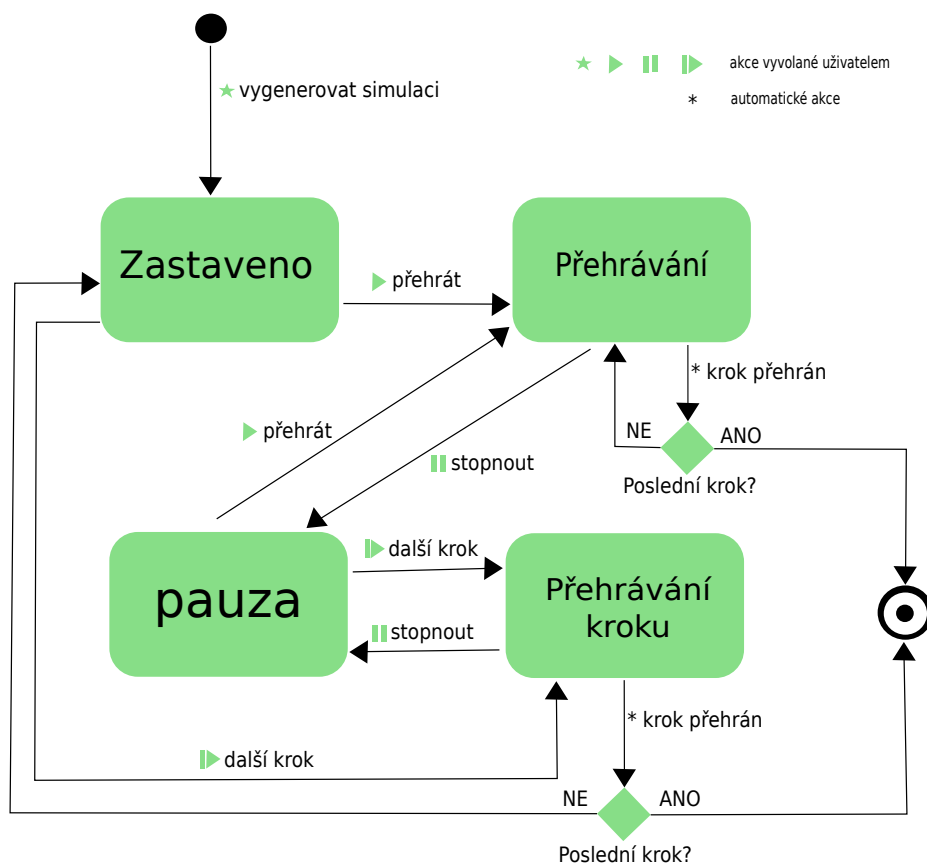 akce vyvolané uživatelem
vygenerovat simulaci
* automatické akce
Zastaveno
Přehrávání
přehrát
* krok přehrán
přehrát
NE
ANO
stopnout
Poslední krok?
další krok
pauza
Přehrávání
kroku
stopnout
* krok přehrán
další krok
NE
ANO
Poslední krok?